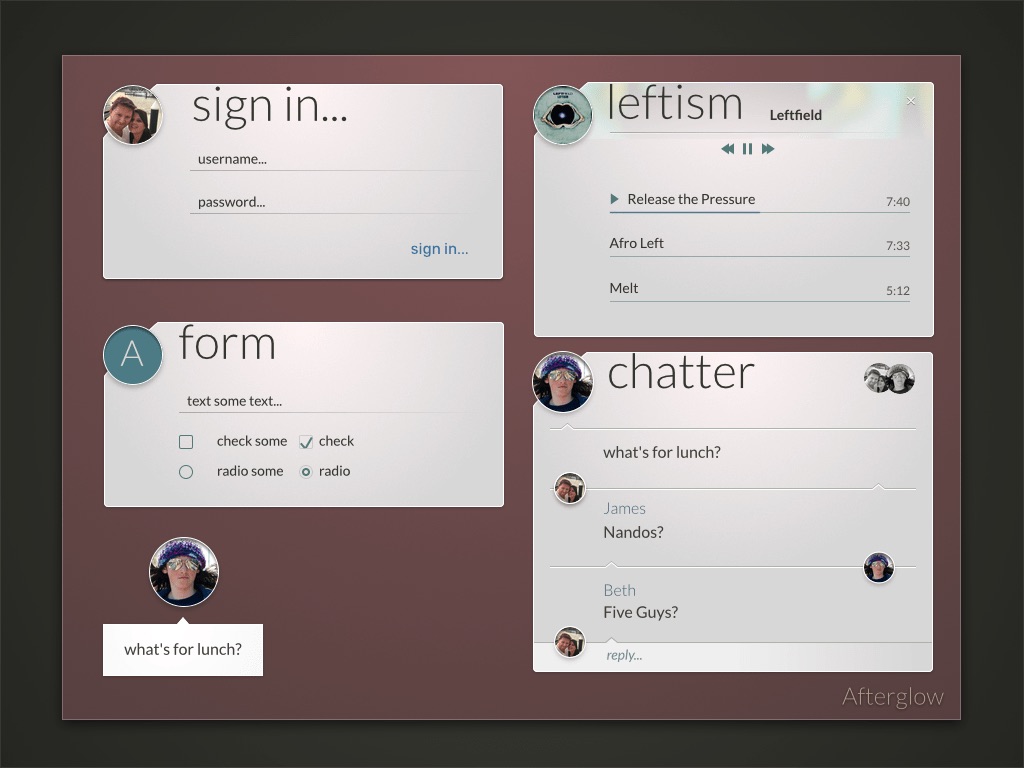 sign in...
username...
password...
sign in...
leftism
Leftfield
Release the Pressure
7:40
Afro Left
7:33
Melt
5:12
A
form
text some text...
check some
check
radio some
radio
chatter
what's for lunch?
James
Nandos?
Beth
Five Guys?
reply...
what's for lunch?
Afterglow